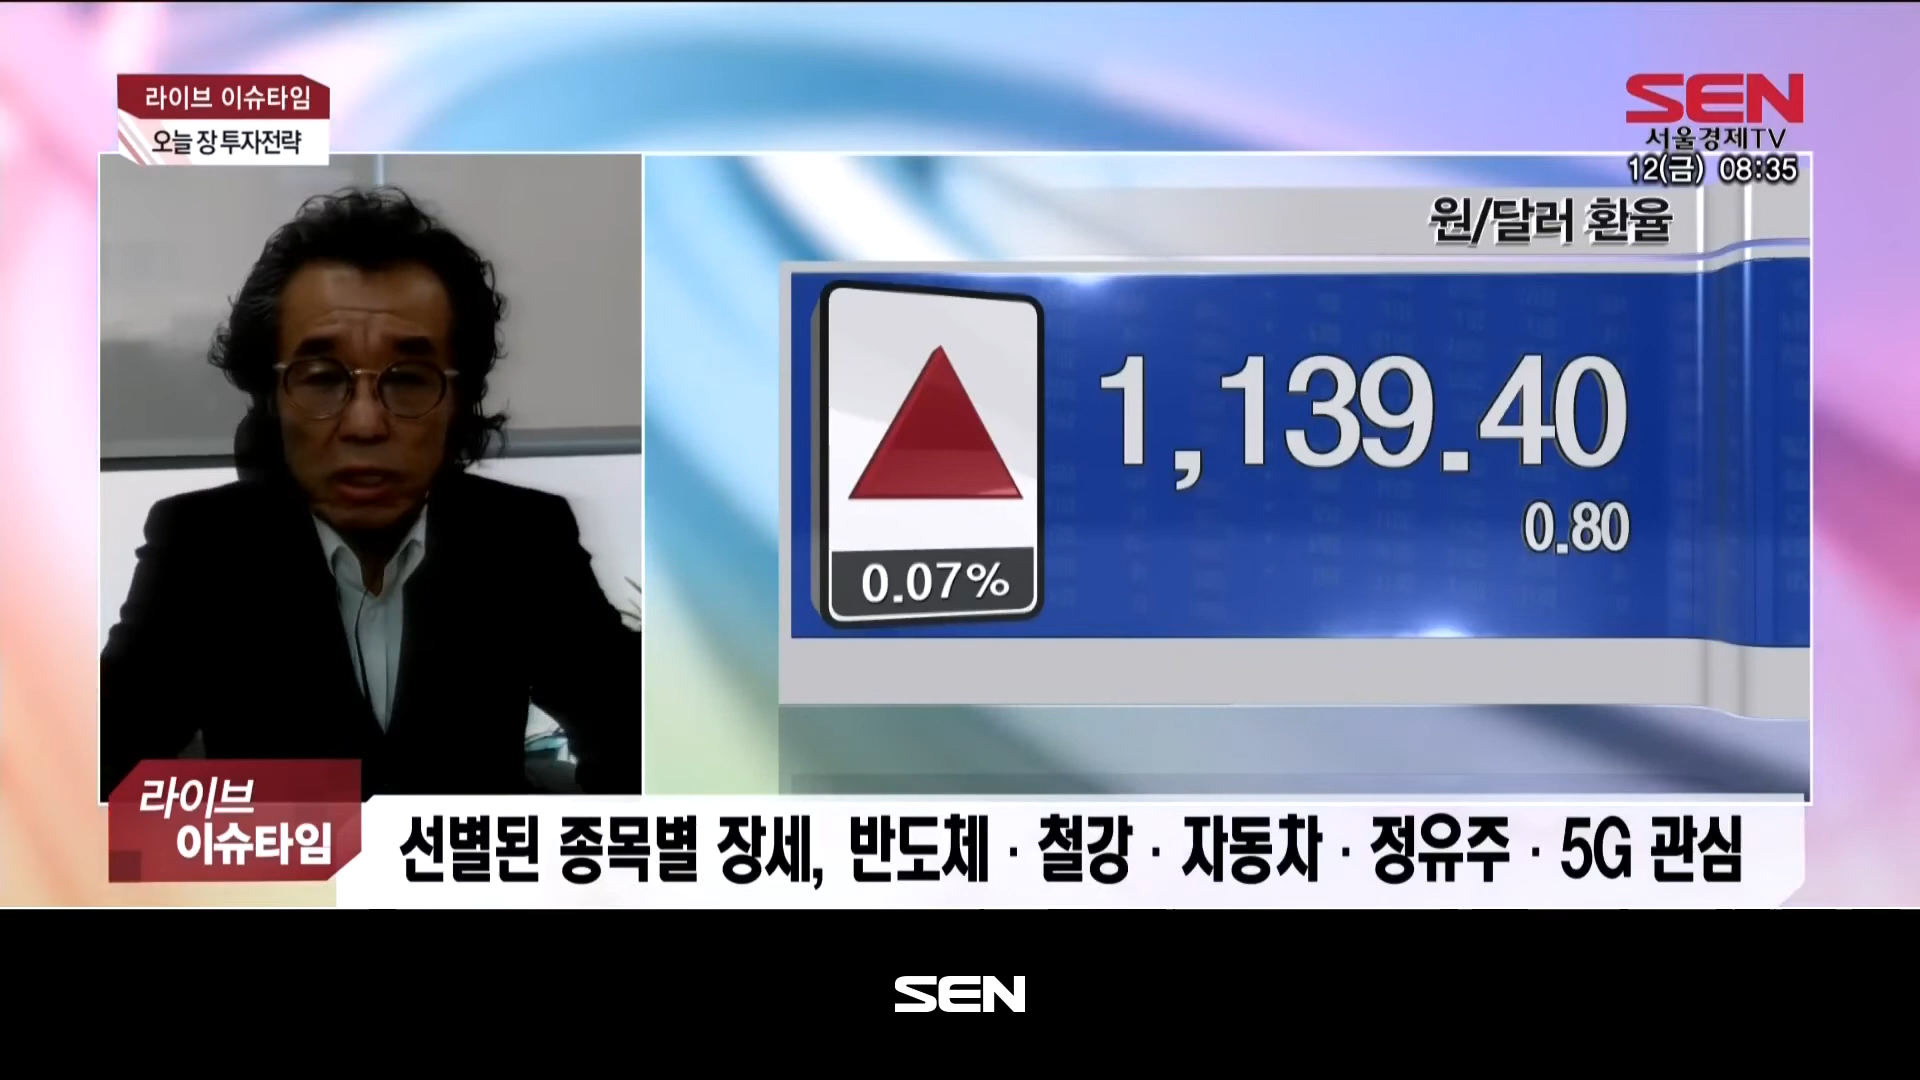 라이브 이슈타임
오늘 장 투자전략
SEN
서울경제TV
12(금) 08:35
원/달러 환율
1,139.40
0.80
0.07%
라이브
이슈타임
선별된 종목별 장세, 반도체·철강·자동차·정유주·5G 관심
SEN